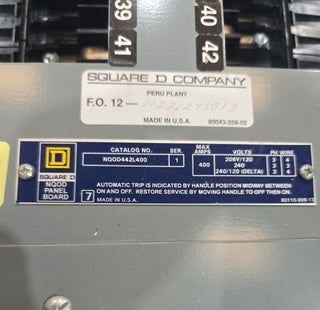 39 40
41 42
SQUARE D COMPANY
PERU PLANT
F.O. 12 — 11272241013
MADE IN U.S.A. 80043-258-02
CATALOG NO. SER. MAX AMPS VOLTS PH WIRE
NQOD442L400 1 400 208Y/120 3 4
240 3 3
240/120 (DELTA) 3 4
SQUARE D
NQOD
PANEL
BOARD
AUTOMATIC TRIP IS INDICATED BY HANDLE POSITION MIDWAY BETWEEN
ON AND OFF. RESTORE SERVICE BY MOVING HANDLE TO OFF THEN ON.
7 MADE IN U.S.A.